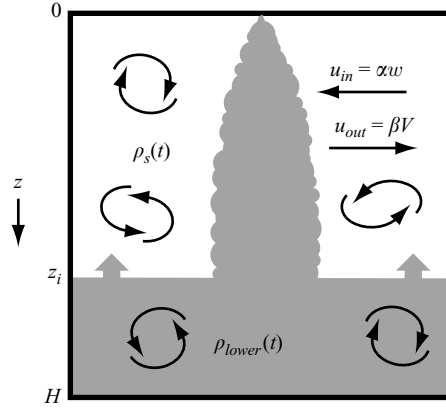 0
u_in = αw
u_out = βV
ρ_s(t)
z
z_i
ρ_lower(t)
H